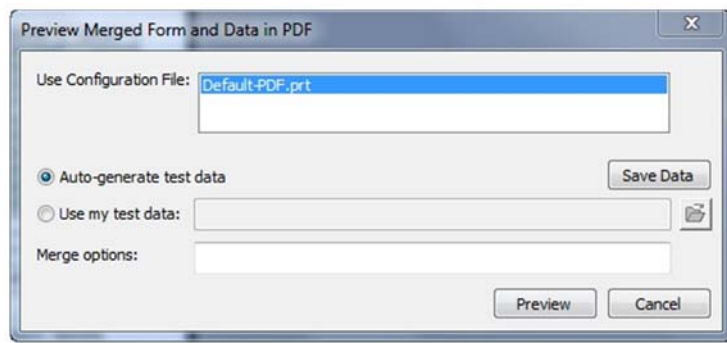 Preview Merged Form and Data in PDF
Use Configuration File:
Default-PDF.prt
Auto-generate test data
Save Data
Use my test data:
Merge options:
Preview
Cancel